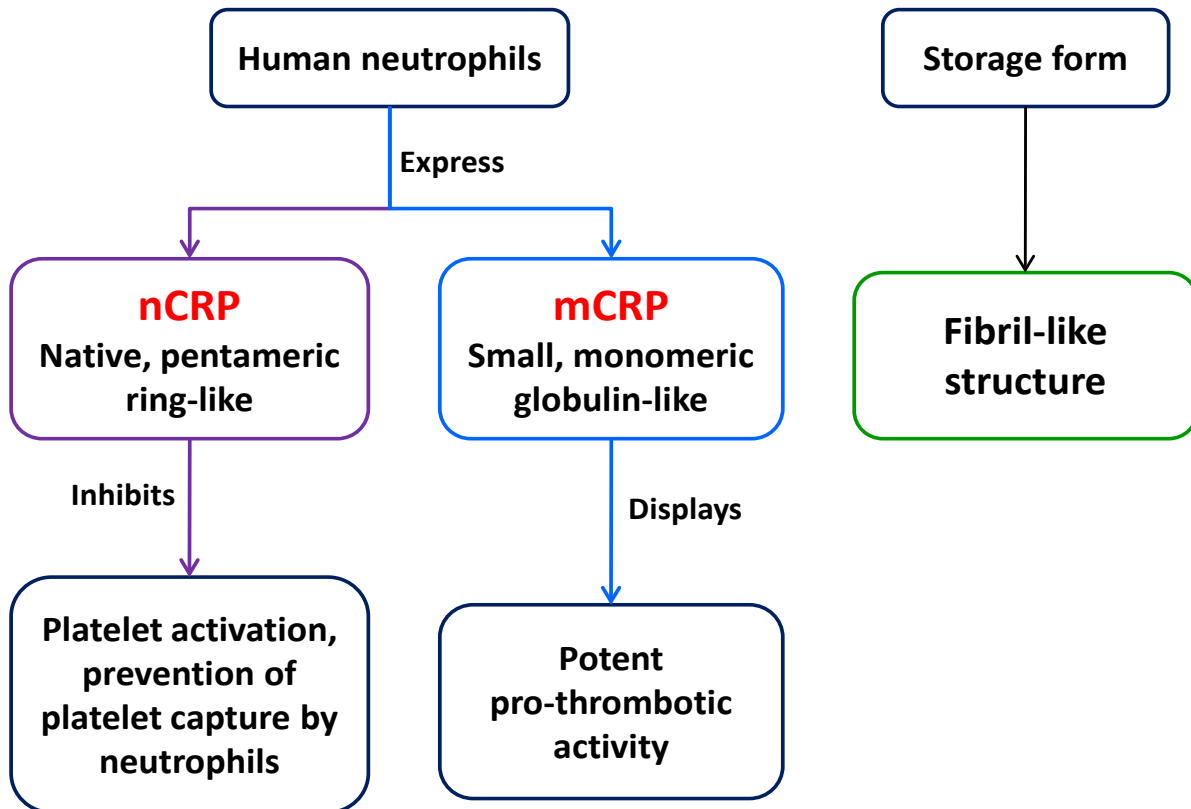 Human neutrophils
Storage form
Express
nCRP
Native, pentameric
ring-like
mCRP
Small, monomeric
globulin-like
Fibril-like
structure
Inhibits
Displays
Platelet activation,
prevention of
platelet capture by
neutrophils
Potent
pro-thrombotic
activity